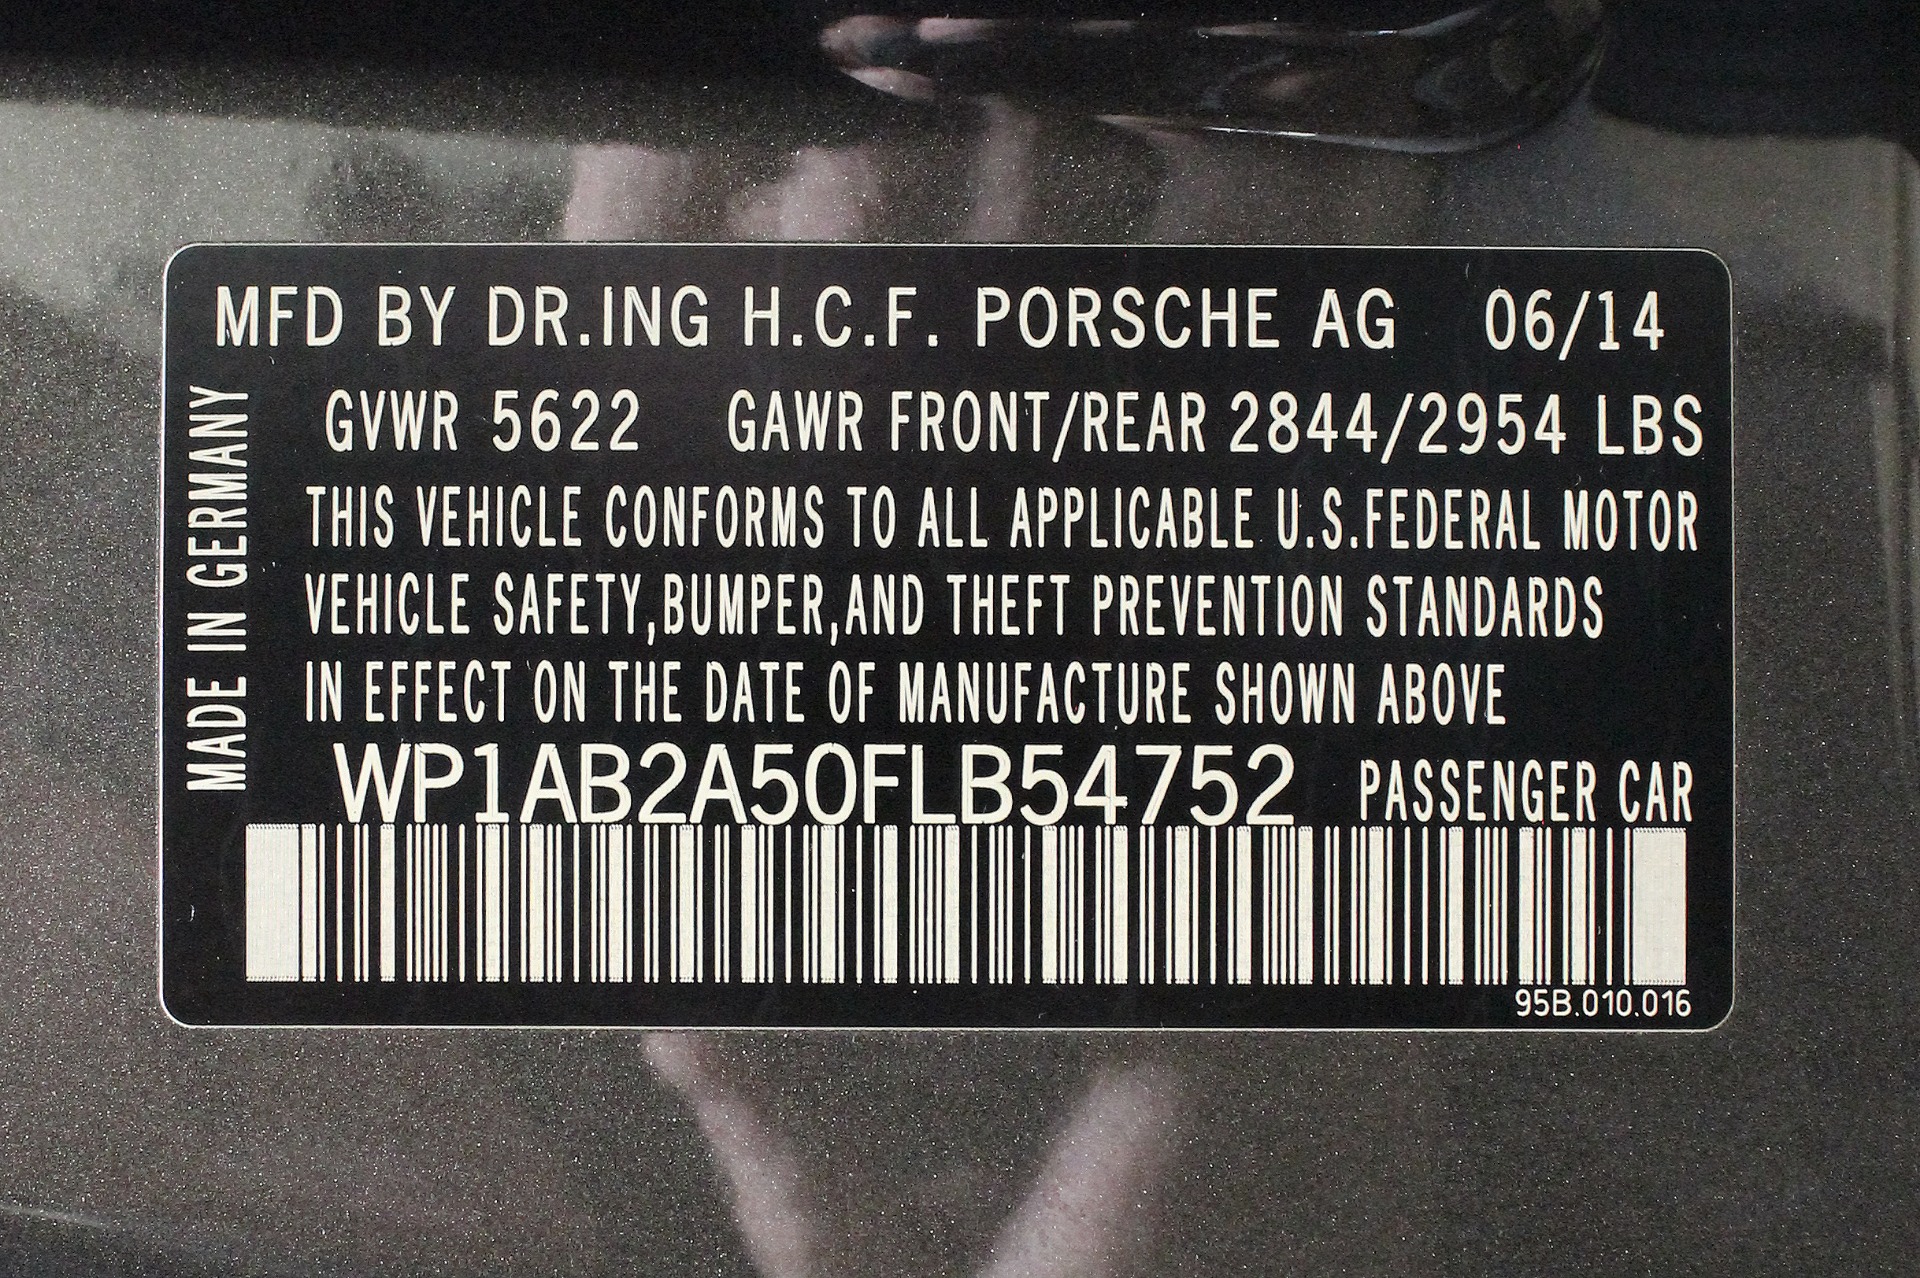 MFD BY DR.ING H.C.F. PORSCHE AG 06/14
MADE IN GERMANY
GVWR 5622 GAWR FRONT/REAR 2844/2954 LBS
THIS VEHICLE CONFORMS TO ALL APPLICABLE U.S.FEDERAL MOTOR
VEHICLE SAFETY,BUMPER,AND THEFT PREVENTION STANDARDS
IN EFFECT ON THE DATE OF MANUFACTURE SHOWN ABOVE
WP1AB2A50FLB54752 PASSENGER CAR
95B.010.016